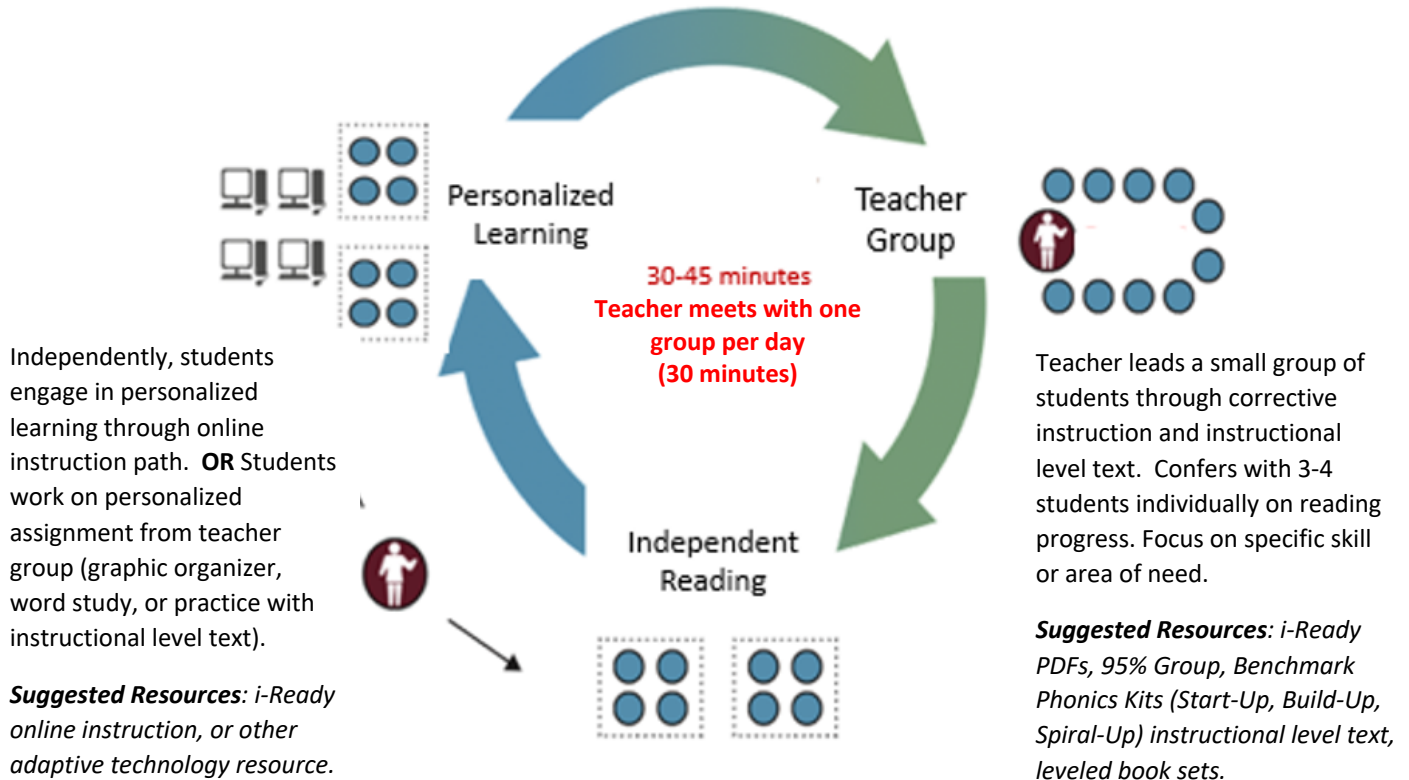 Personalized
Learning
Teacher
Group
30-45 minutes
Teacher meets with one
group per day
(30 minutes)
Independent
Reading
Independently, students
engage in personalized
learning through online
instruction path.  OR Students
work on personalized
assignment from teacher
group (graphic organizer,
word study, or practice with
instructional level text).
Suggested Resources: i-Ready
online instruction, or other
adaptive technology resource.
Teacher leads a small group of
students through corrective
instruction and instructional
level text.  Confers with 3-4
students individually on reading
progress. Focus on specific skill
or area of need.
Suggested Resources: i-Ready
PDFs, 95% Group, Benchmark
Phonics Kits (Start-Up, Build-Up,
Spiral-Up) instructional level text,
leveled book sets.